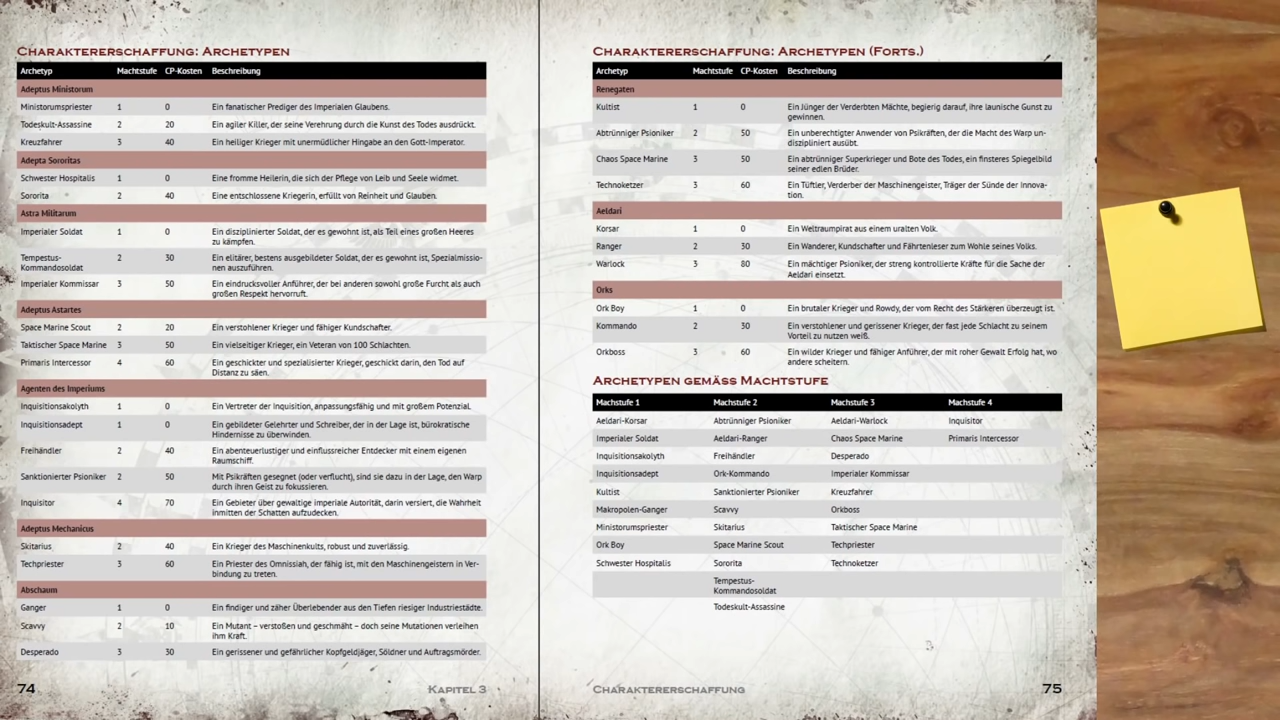 Charaktererschaffung: Archetypen
Archetyp Machtstufe CP-Kosten Beschreibung
Adeptus Ministorum
Ministorumspriester 1 0 Ein fanatischer Prediger des Imperialen Glaubens.
Todeskult-Assassine 2 20 Ein agiler Killer, der seine Verehrung durch die Kunst des Todes ausdrückt.
Kreuzfahrer 3 40 Ein heiliger Krieger mit unermüdlicher Hingabe an den Gott-Imperator.
Adepta Sororitas
Schwester Hospitalis 1 0 Eine fromme Heilerin, die sich der Pflege von Leib und Seele widmet.
Sororita 2 40 Eine entschlossene Kriegerin, erfüllt von Reinheit und Glauben.
Astra Militarum
Imperialer Soldat 1 0 Ein disziplinierter Soldat, der es gewohnt ist, als Teil eines großen Heeres
zu kämpfen.
Tempestus- 2 30 Ein elitärer, bestens ausgebildeter Soldat, der es gewohnt ist, Spezialmissio-
Kommandosoldat nen auszuführen.
Imperialer Kommissar 3 50 Ein eindrucksvoller Anführer, der bei anderen sowohl große Furcht als auch
großen Respekt hervorruft.
Adeptus Astartes
Space Marine Scout 2 20 Ein verstohlener Krieger und fähiger Kundschafter.
Taktischer Space Marine 3 50 Ein vielseitiger Krieger, ein Veteran von 100 Schlachten.
Primaris Intercessor 4 60 Ein geschickter und spezialisierter Krieger, geschickt darin, den Tod auf
Distanz zu säen.
Agenten des Imperiums
Inquisitionsakolyth 1 0 Ein Vertreter der Inquisition, anpassungsfähig und mit großem Potenzial.
Inquisitionsadept 1 0 Ein gebildeter Gelehrter und Schreiber, der in der Lage ist, bürokratische
Hindernisse zu überwinden.
Freihändler 2 40 Ein abenteuerlustiger und einflussreicher Entdecker mit einem eigenen
Raumschiff.
Sanktionierter Psioniker 2 50 Mit Psikräften gesegnet (oder verflucht), sind sie dazu in der Lage, den Warp
durch ihren Geist zu fokussieren.
Inquisitor 4 70 Ein Gebieter über gewaltige imperiale Autorität, darin versiert, die Wahrheit
inmitten der Schatten aufzudecken.
Adeptus Mechanicus
Skitarius 2 40 Ein Krieger des Maschinenkults, robust und zuverlässig.
Techpriester 3 60 Ein Priester des Omnissiah, der fähig ist, mit den Maschinengeistern in Ver-
bindung zu treten.
Abschaum
Ganger 1 0 Ein findiger und zäher Überlebender aus den Tiefen riesiger Industriestädte.
Scavvy 2 10 Ein Mutant – verstoßen und geschmäht – doch seine Mutationen verleihen
ihm Kraft.
Desperado 3 30 Ein gerissener und gefährlicher Kopfgeldjäger, Söldner und Auftragsmörder.
74 Kapitel 3
Charaktererschaffung: Archetypen (Forts.)
Archetyp Machtstufe CP-Kosten Beschreibung
Renegaten
Kultist 1 0 Ein Jünger der Verderbten Mächte, begierig darauf, ihre launische Gunst zu
gewinnen.
Abtrünniger Psioniker 2 50 Ein unberechtigter Anwender von Psikräften, der die Macht des Warp un-
diszipliniert ausübt.
Chaos Space Marine 3 50 Ein abtrünniger Superkrieger und Bote des Todes, ein finsteres Spiegelbild
seiner edlen Brüder.
Technoketzer 3 60 Ein Tüftler, Verderber der Maschinengeister, Träger der Sünde der Innova-
tion.
Aeldari
Korsar 1 0 Ein Weltraumpirat aus einem uralten Volk.
Ranger 2 30 Ein Wanderer, Kundschafter und Fährtenleser zum Wohle seines Volks.
Warlock 3 80 Ein mächtiger Psioniker, der streng kontrollierte Kräfte für die Sache der
Aeldari einsetzt.
Orks
Ork Boy 1 0 Ein brutaler Krieger und Rowdy, der vom Recht des Stärkeren überzeugt ist.
Kommando 2 30 Ein verstohlener und gerissener Krieger, der fast jede Schlacht zu seinem
Vorteil zu nutzen weiß.
Orkboss 3 60 Ein wilder Krieger und fähiger Anführer, der mit roher Gewalt Erfolg hat, wo
andere scheitern.
Archetypen gemäss Machtstufe
Machstufe 1 Machstufe 2 Machstufe 3 Machtstufe 4
Aeldari-Korsar Abtrünniger Psioniker Aeldari-Warlock Inquisitor
Imperialer Soldat Aeldari-Ranger Chaos Space Marine Primaris Intercessor
Inquisitionsakolyth Freihändler Desperado
Inquisitionsadept Ork-Kommando Imperialer Kommissar
Kultist Sanktionierter Psioniker Kreuzfahrer
Makropolen-Ganger Scavvy Orkboss
Ministorumspriester Skitarius Taktischer Space Marine
Ork Boy Space Marine Scout Techpriester
Schwester Hospitalis Sororita Technoketzer
Tempestus-
Kommandosoldat
Todeskult-Assassine
Charaktererschaffung 75